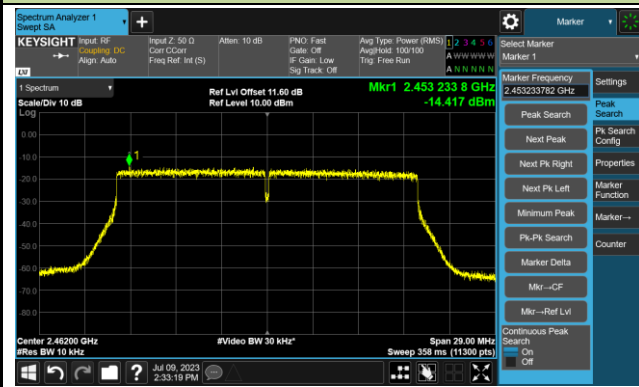 Spectrum Analyzer 1
Swept SA
+
Marker
KEYSIGHT
Input: RF
Coupling: DC
Align: Auto
Input Z: 50 Ω
Corr CCorr
Freq Ref: Int (S)
Atten: 10 dB
PNO: Fast
Gate: Off
IF Gain: Low
Sig Track: Off
Avg Type: Power (RMS)
Avg|Hold: 100/100
Trig: Free Run
1 2 3 4 5 6
A W W W W W
A N N N N N
LXI
Select Marker
Marker 1
1 Spectrum
Scale/Div 10 dB
Log
Ref Lvl Offset 11.60 dB
Ref Level 10.00 dBm
Mkr1 2.453 233 8 GHz
-14.417 dBm
0.00
-10.0
-20.0
-30.0
-40.0
-50.0
-60.0
-70.0
-80.0
1
Center 2.46200 GHz
#Res BW 10 kHz
#Video BW 30 kHz*
Span 29.00 MHz
Sweep 358 ms (11300 pts)
Marker Frequency
2.453233782 GHz
Peak Search
Next Peak
Next Pk Right
Next Pk Left
Minimum Peak
Pk-Pk Search
Marker Delta
Mkr→CF
Mkr→Ref Lvl
Continuous Peak
Search
On
Off
Settings
Peak
Search
Pk Search
Config
Properties
Marker
Function
Marker→
Counter
?
Jul 09, 2023
2:33:19 PM